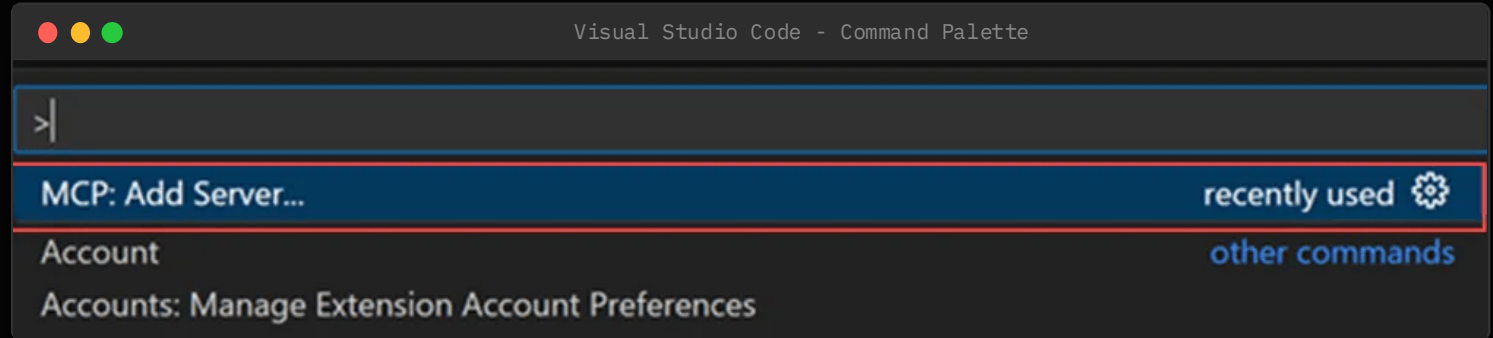 Visual Studio Code - Command Palette
>
MCP: Add Server... recently used
Account other commands
Accounts: Manage Extension Account Preferences